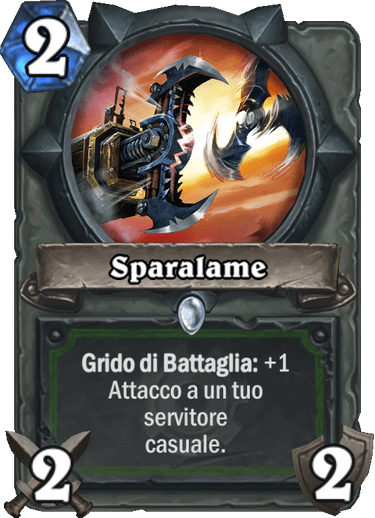 2
Sparalame
Grido di Battaglia: +1
Attacco a un tuo
servitore
casuale.
2
2